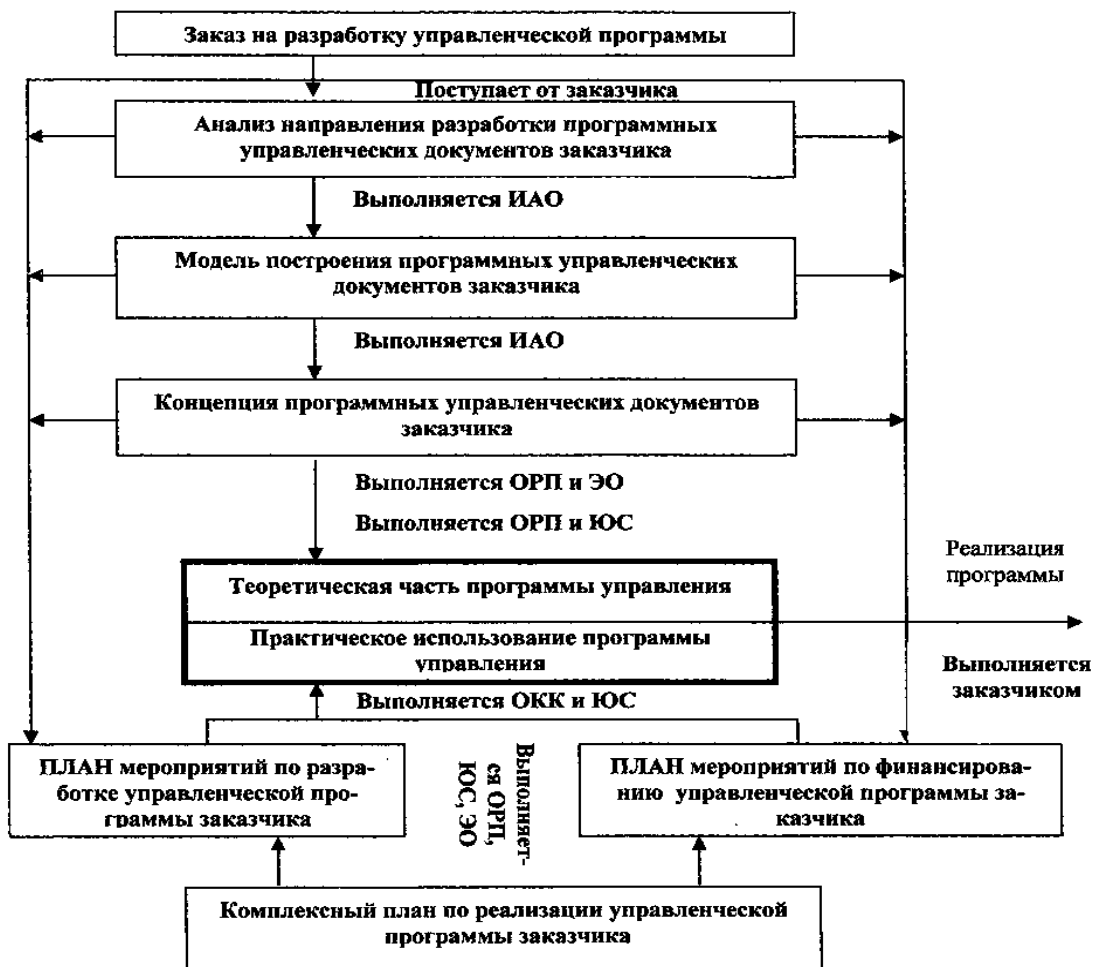 Заказ на разработку управленческой программы
Поступает от заказчика
Анализ направления разработки программных
управленческих документов заказчика
Выполняется ИАО
Модель построения программных управленческих
документов заказчика
Выполняется ИАО
Концепция программных управленческих документов
заказчика
Выполняется ОРП и ЭО
Выполняется ОРП и ЮС
Теоретическая часть программы управления
Практическое использование программы
управления
Реализация
программы
Выполняется
заказчиком
Выполняется ОКК и ЮС
ПЛАН мероприятий по разра-
ботке управленческой про-
граммы заказчика
Выполняет-
ся ОРП,
ЮС, ЭО
ПЛАН мероприятий по финансирова-
нию управленческой программы за-
казчика
Комплексный план по реализации управленческой
программы заказчика